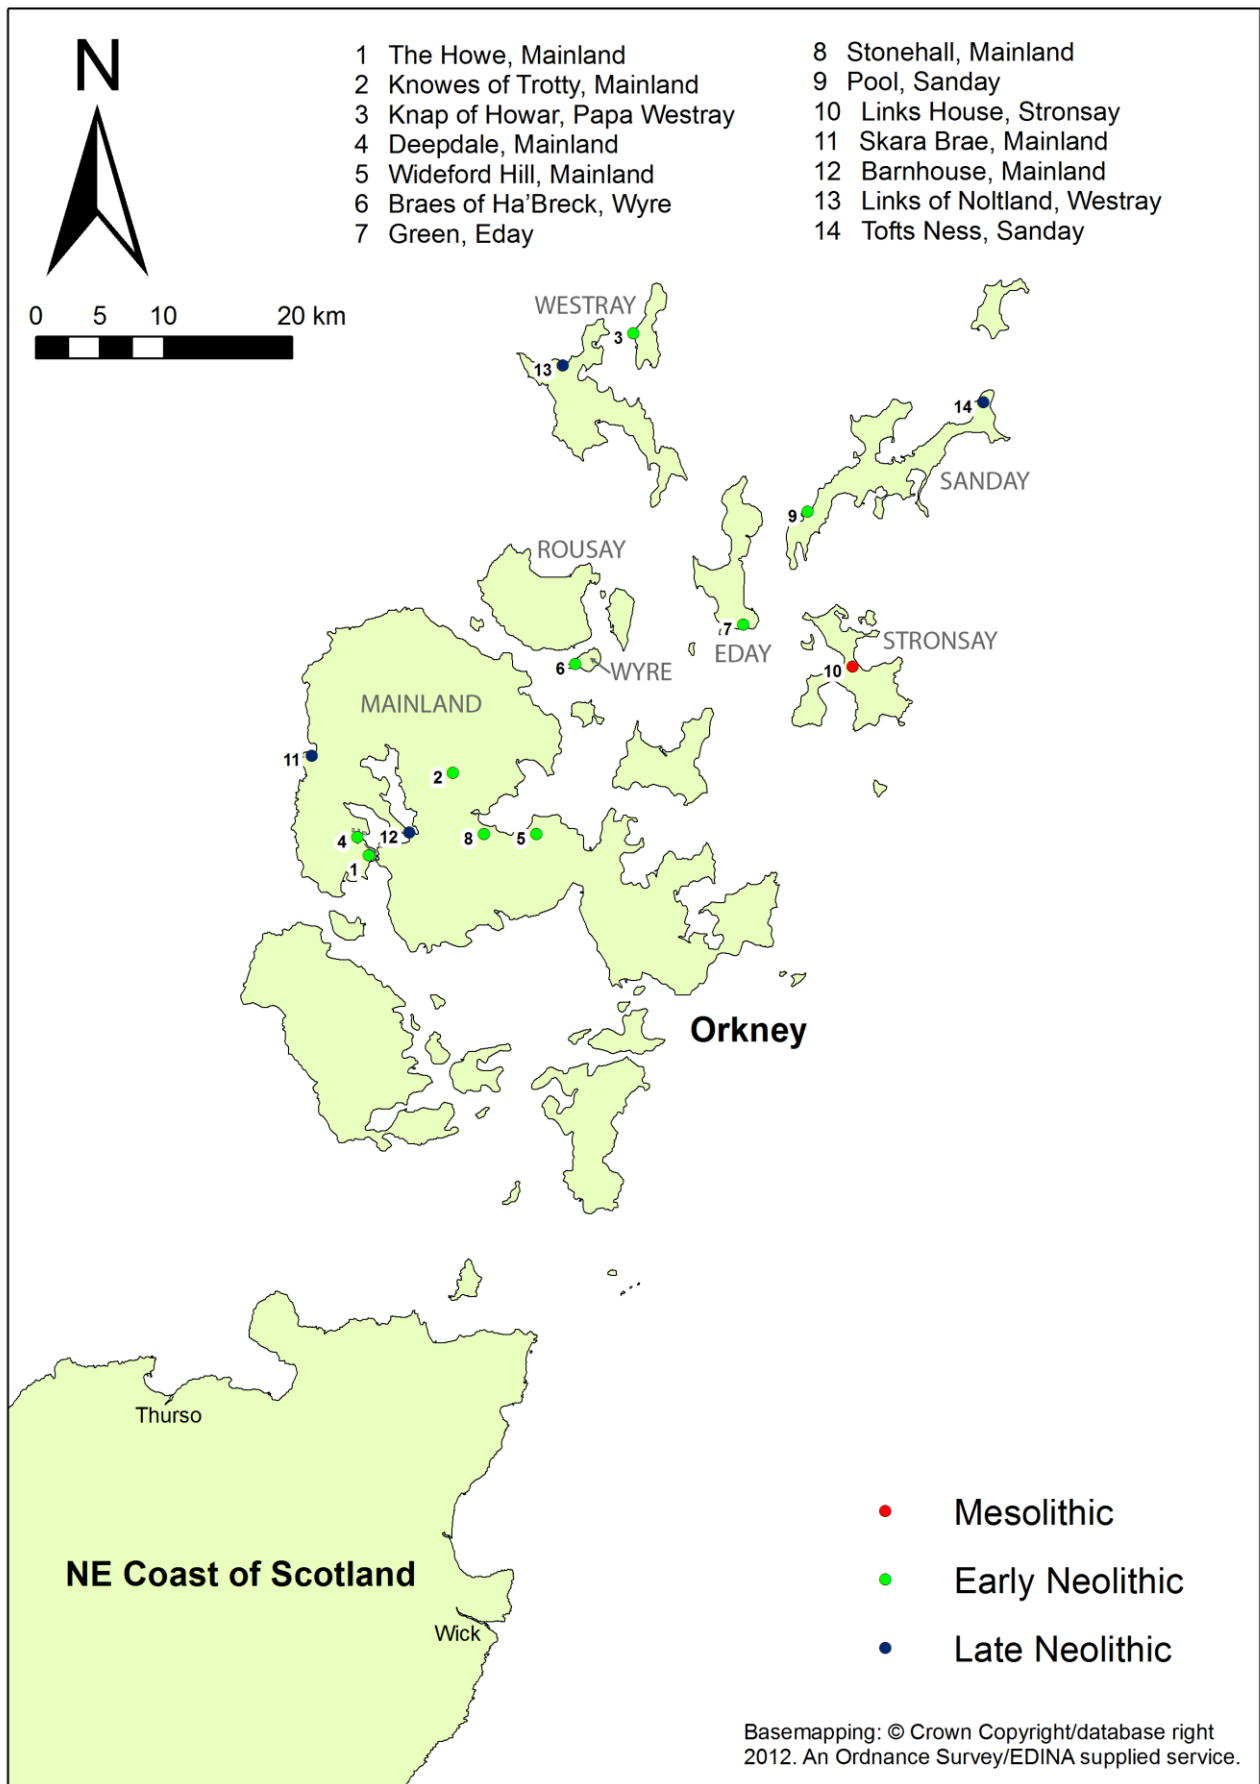 N
1 The Howe, Mainland
2 Knowes of Trotty, Mainland
3 Knap of Howar, Papa Westray
4 Deepdale, Mainland
5 Wideford Hill, Mainland
6 Braes of Ha’Breck, Wyre
7 Green, Eday
8 Stonehall, Mainland
9 Pool, Sanday
10 Links House, Stronsay
11 Skara Brae, Mainland
12 Barnhouse, Mainland
13 Links of Noltland, Westray
14 Tofts Ness, Sanday
0 5 10 20 km
WESTRAY
3
13
14
SANDAY
9
ROUSAY
7
EDAY
STRONSAY
10
6
WYRE
MAINLAND
11
2
4
12
8
5
1
Orkney
Thurso
NE Coast of Scotland
Wick
Mesolithic
Early Neolithic
Late Neolithic
Basemapping: © Crown Copyright/database right
2012. An Ordnance Survey/EDINA supplied service.